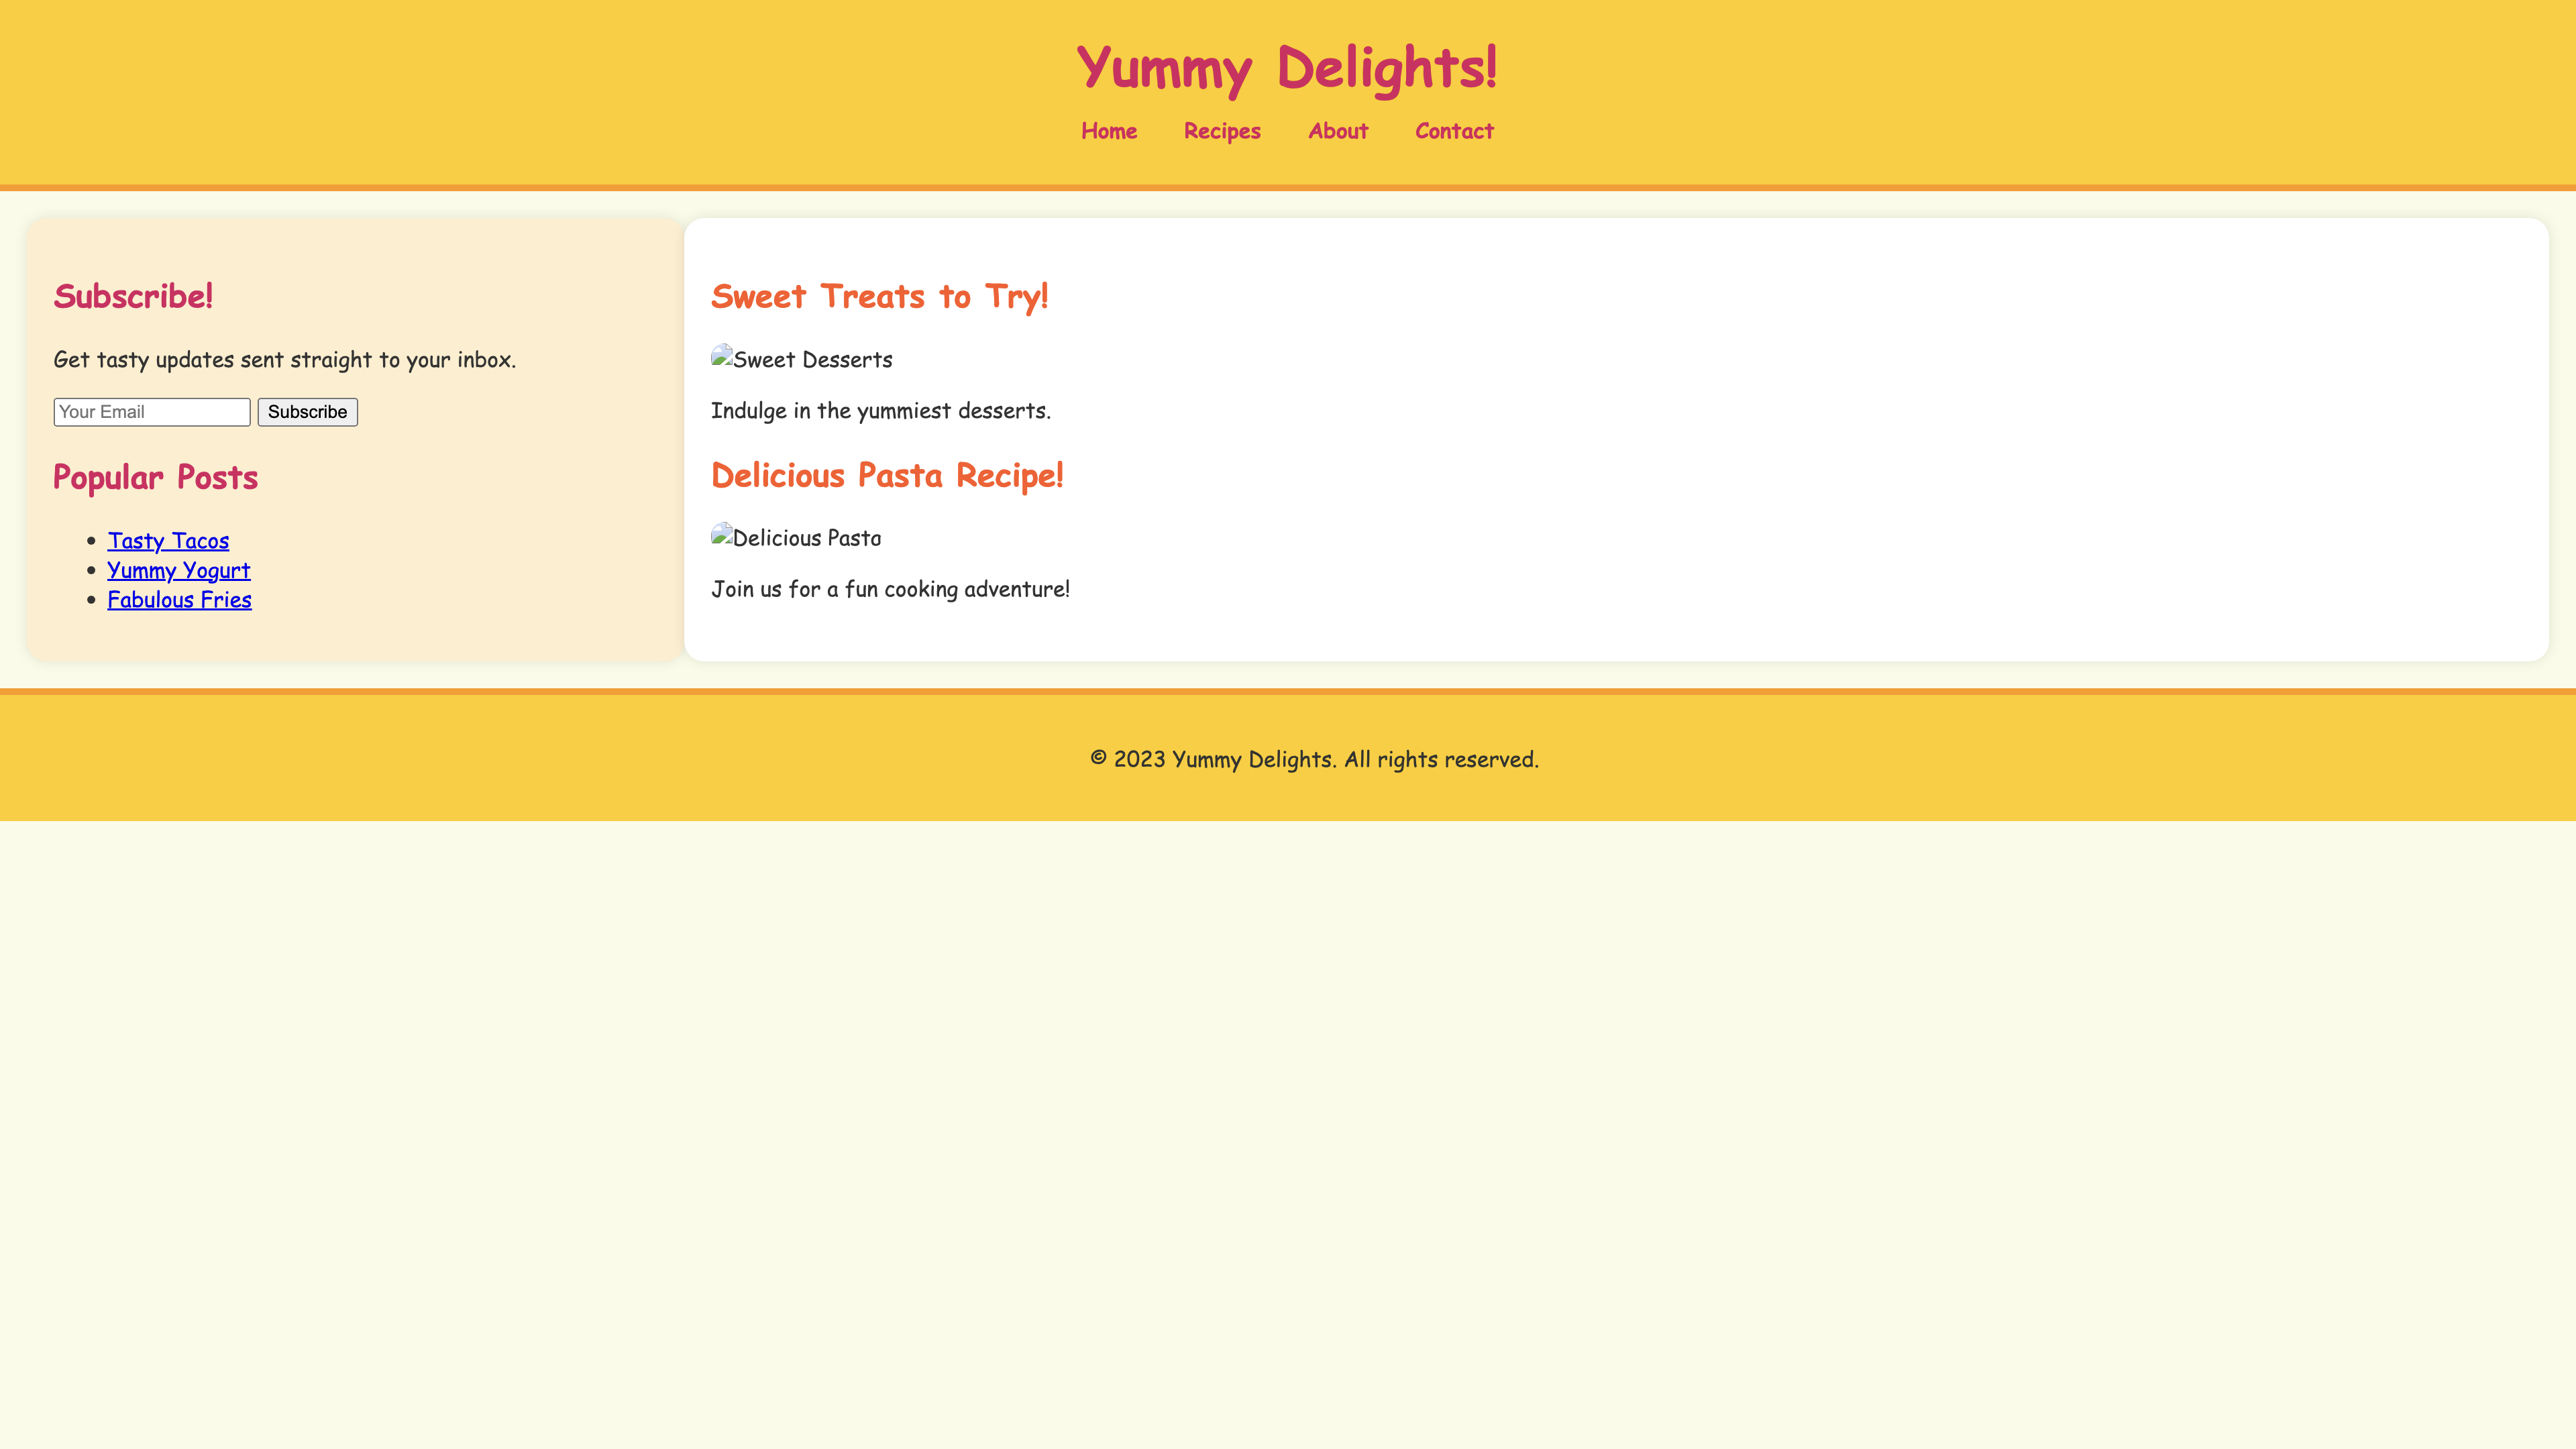 Yummy Delights!
Home Recipes About Contact
Subscribe!
Get tasty updates sent straight to your inbox.
Your Email Subscribe
Popular Posts
Tasty Tacos
Yummy Yogurt
Fabulous Fries
Sweet Treats to Try!
Sweet Desserts
Indulge in the yummiest desserts.
Delicious Pasta Recipe!
Delicious Pasta
Join us for a fun cooking adventure!
© 2023 Yummy Delights. All rights reserved.